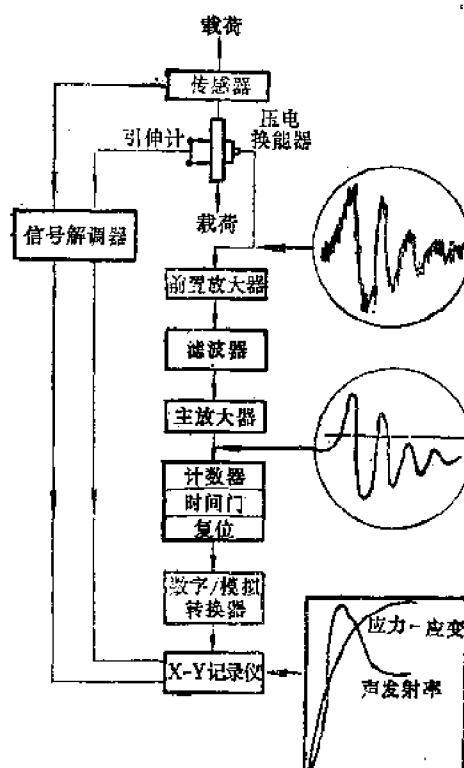 载荷
传感器
引伸计
压电
换能器
载荷
信号解调器
前置放大器
滤波器
主放大器
计数器
时间门
复位
数字/模拟
转换器
X-Y记录仪
应力-应变
声发射率